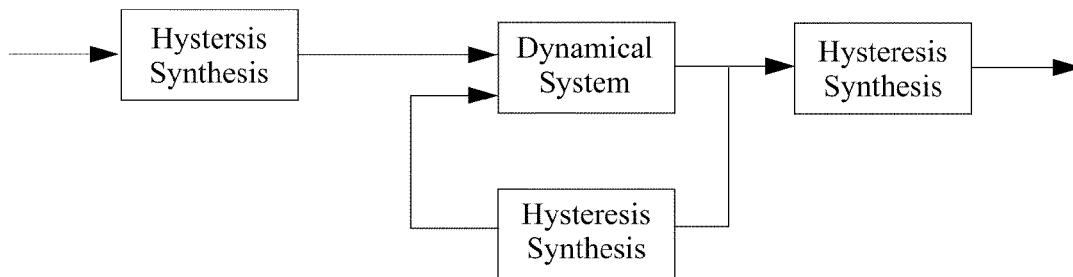 Hystersis
Synthesis
Dynamical
System
Hysteresis
Synthesis
Hysteresis
Synthesis